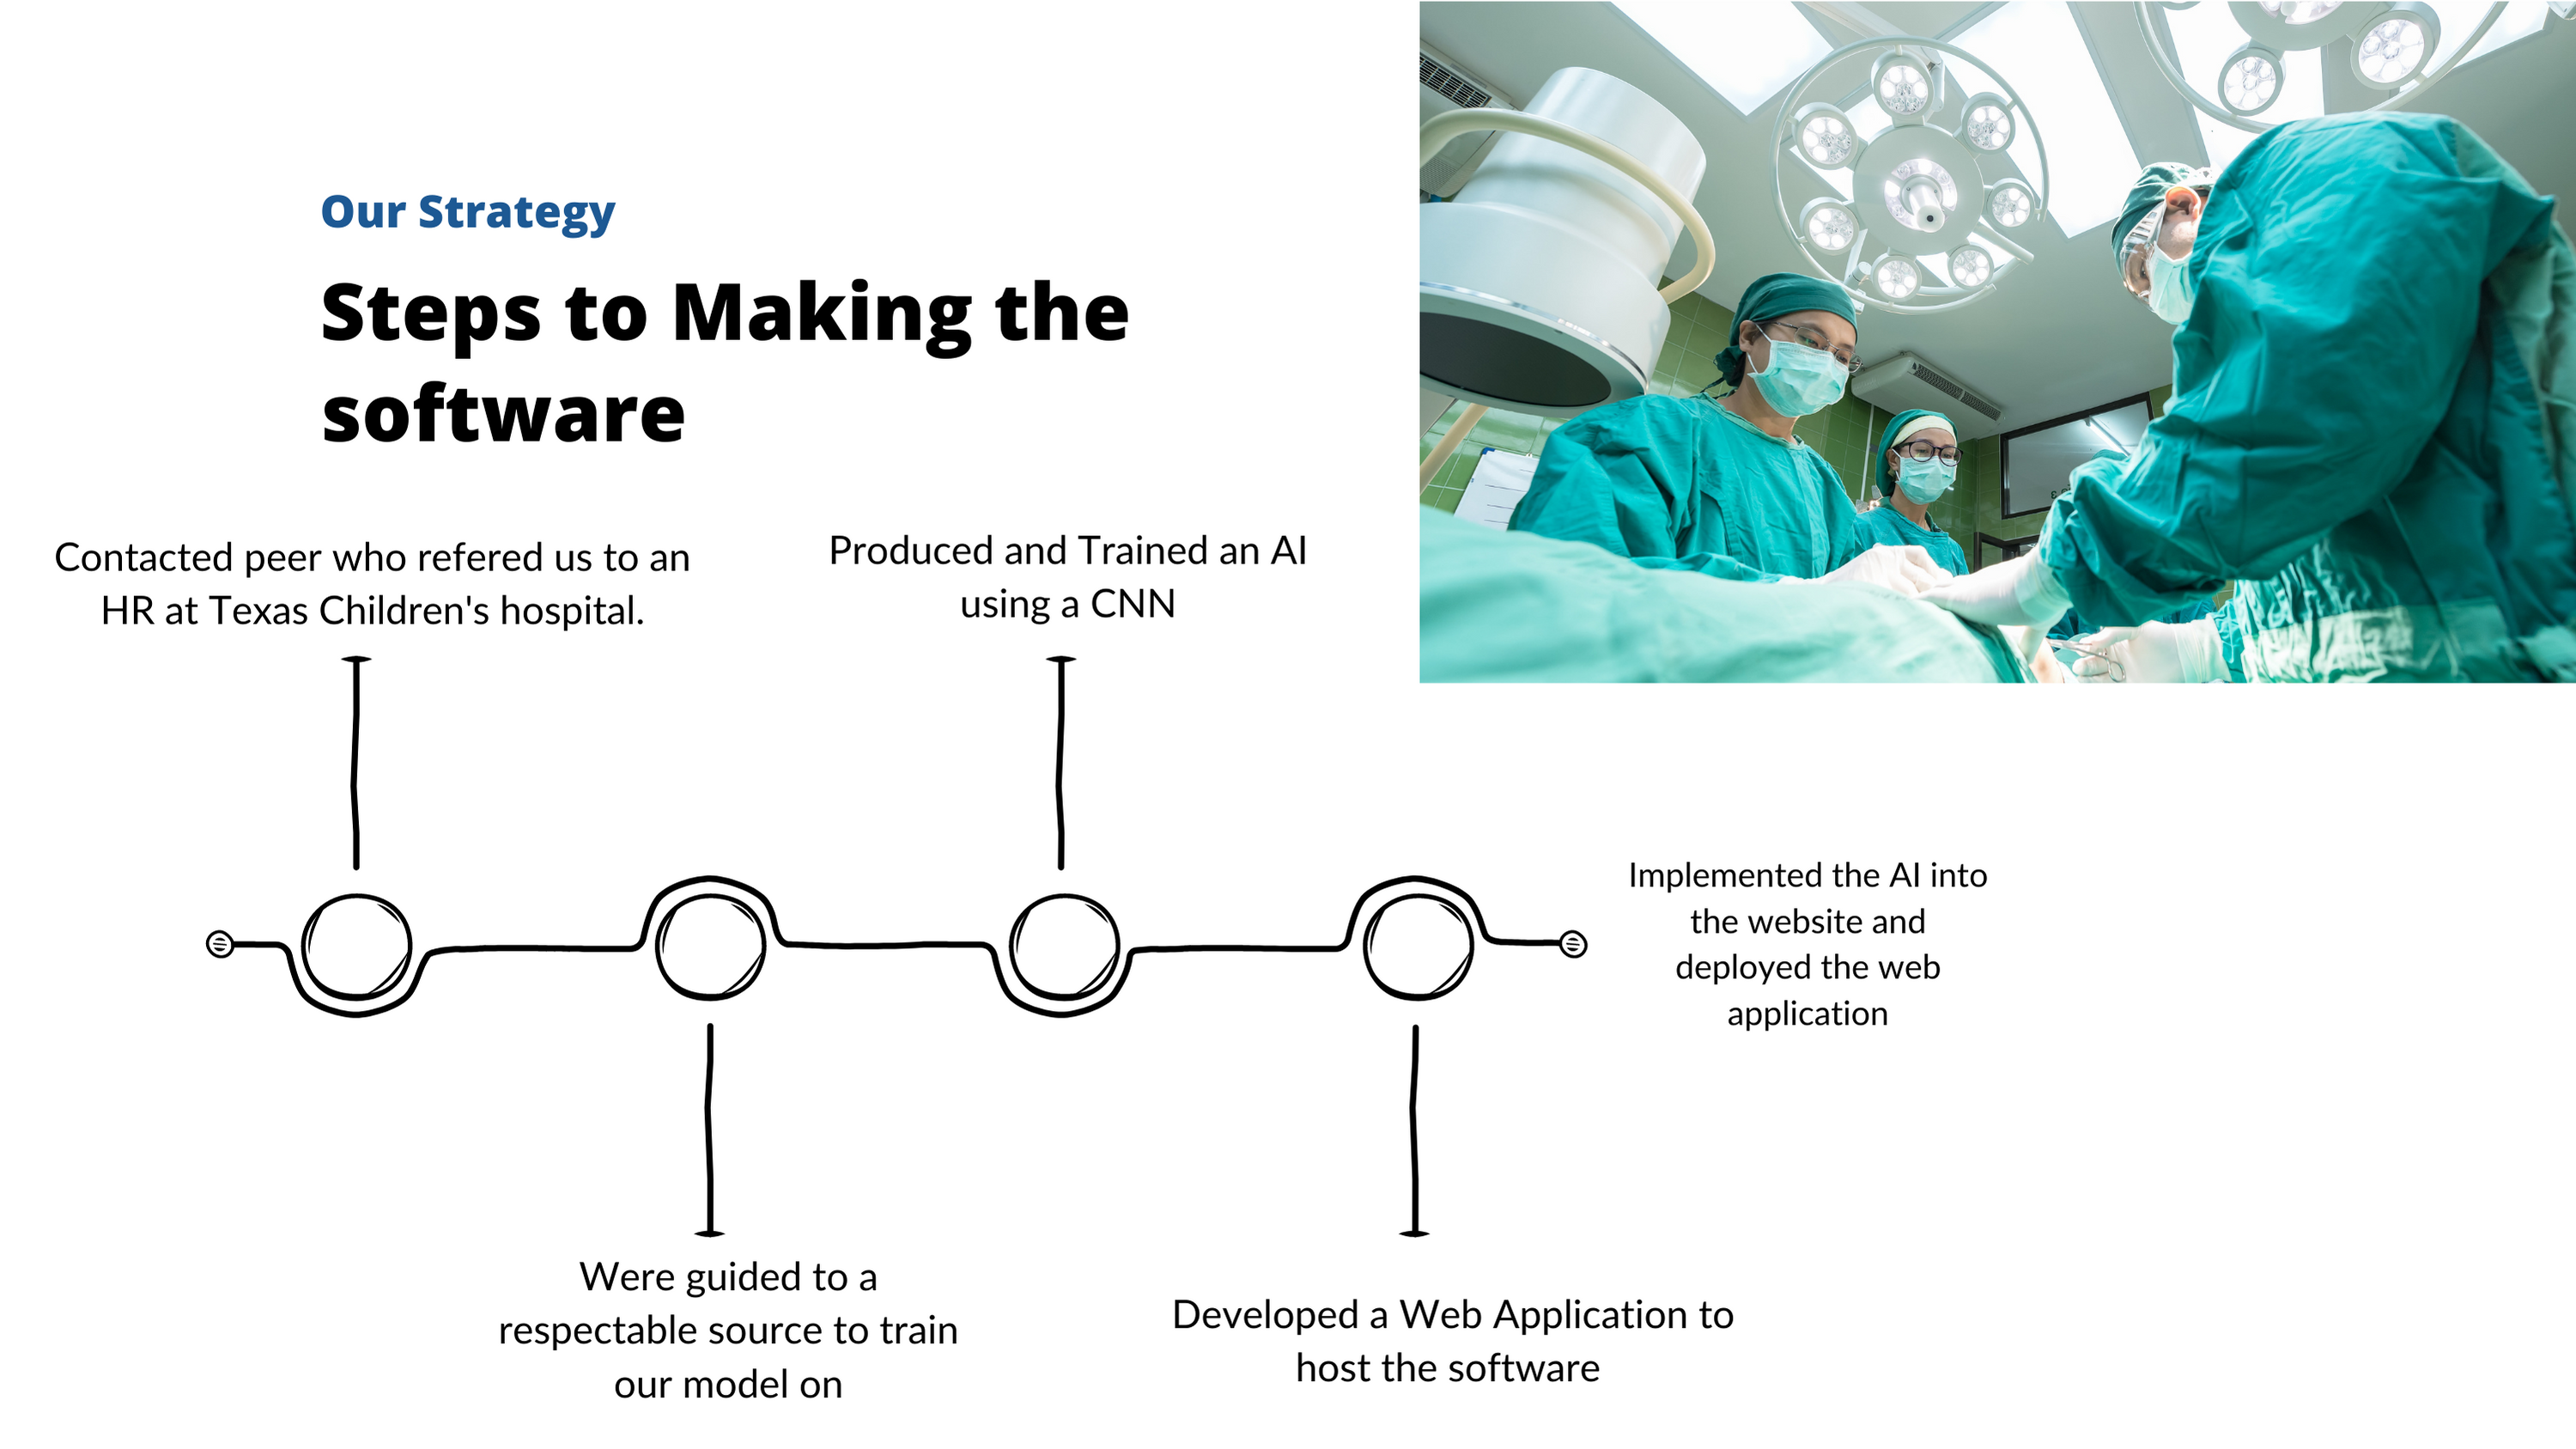 Our Strategy
Steps to Making the
software
Contacted peer who refered us to an
HR at Texas Children's hospital.
Were guided to a
respectable source to train
our model on
Produced and Trained an AI
using a CNN
Developed a Web Application to
host the software
Implemented the AI into
the website and
deployed the web
application